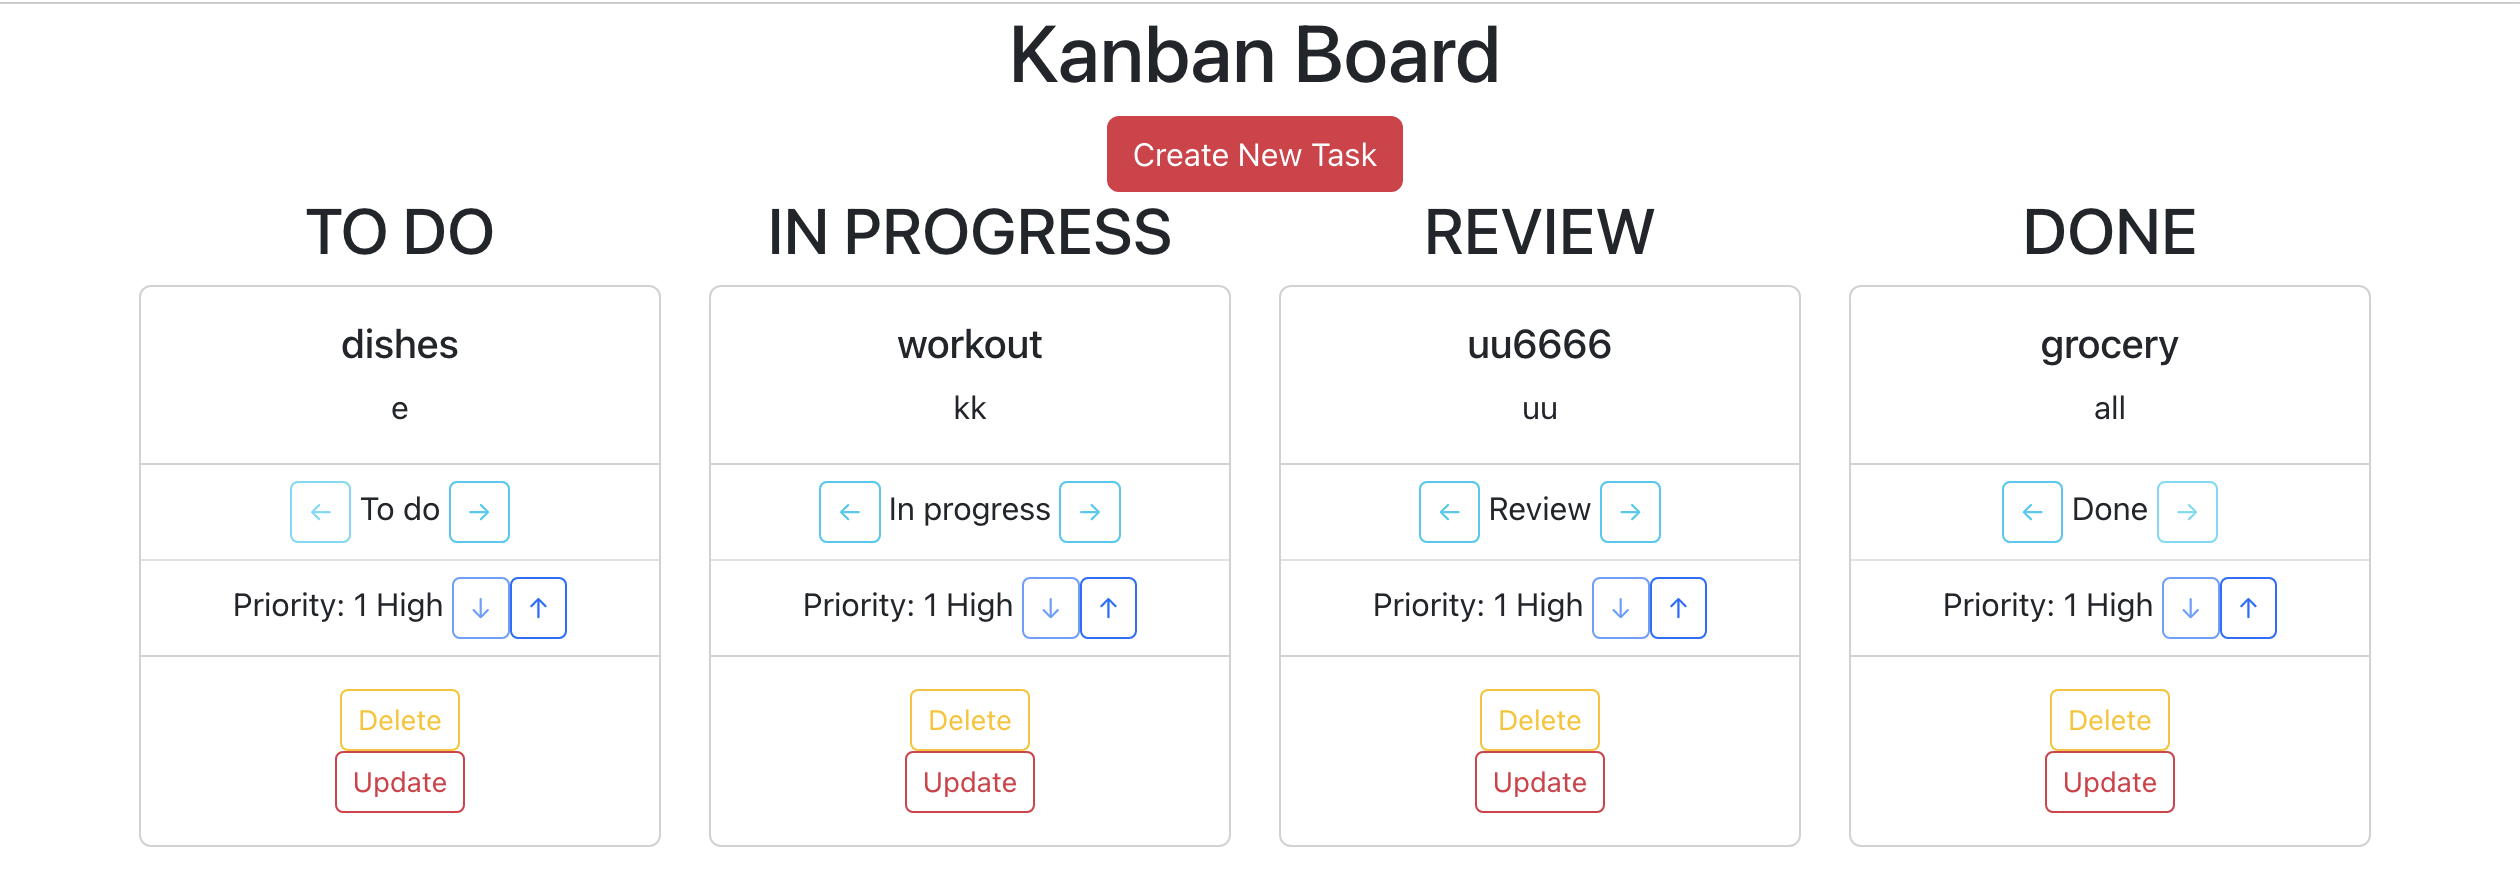 Kanban Board
Create New Task
TO DO
dishes
e
← To do →
Priority: 1 High ↓ ↑
Delete
Update
IN PROGRESS
workout
kk
← In progress →
Priority: 1 High ↓ ↑
Delete
Update
REVIEW
uu6666
uu
← Review →
Priority: 1 High ↓ ↑
Delete
Update
DONE
grocery
all
← Done →
Priority: 1 High ↓ ↑
Delete
Update